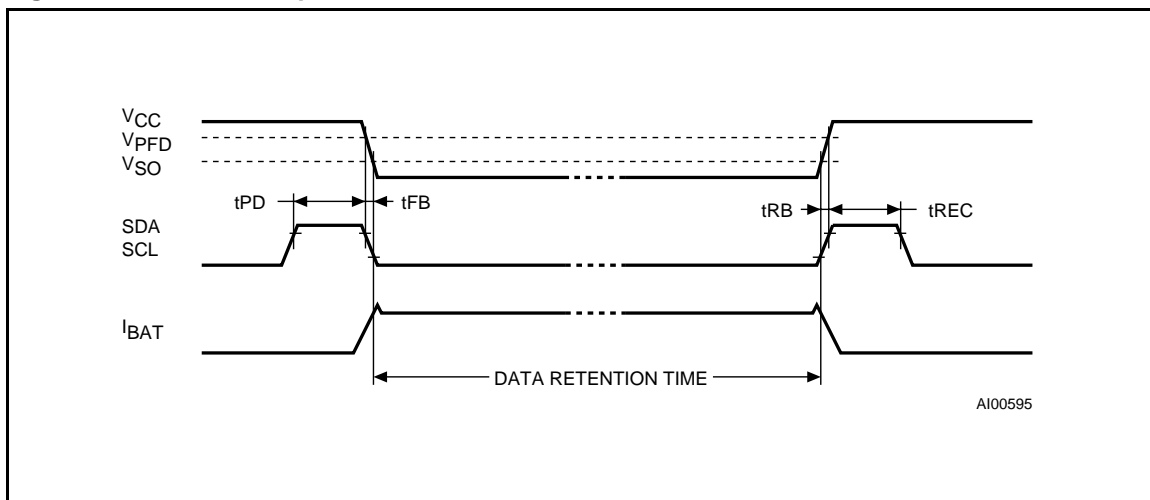 VCC
VPFD
VSO
tPD
tFB
tRB
tREC
SDA
SCL
IBAT
DATA RETENTION TIME
AI00595